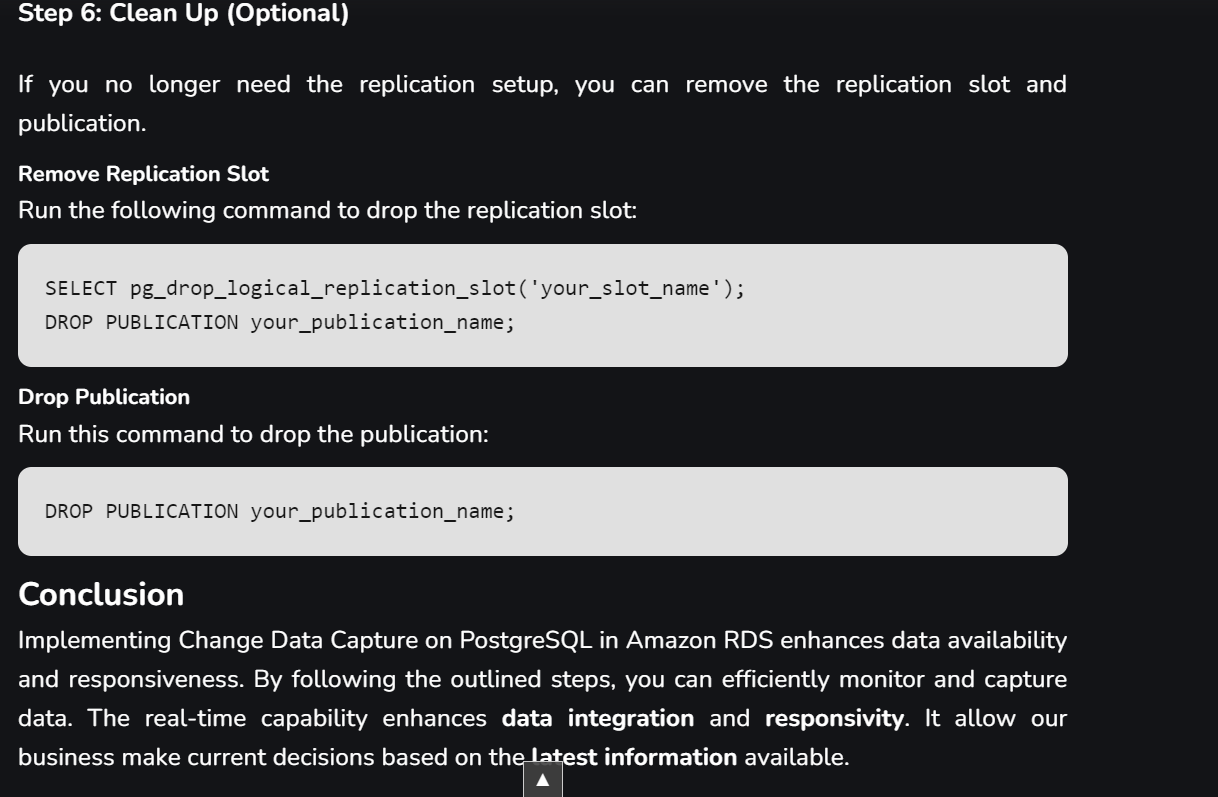 Step 6: Clean Up (Optional)
If you no longer need the replication setup, you can remove the replication slot and
publication.
Remove Replication Slot
Run the following command to drop the replication slot:
SELECT pg_drop_logical_replication_slot('your_slot_name');
DROP PUBLICATION your_publication_name;
Drop Publication
Run this command to drop the publication:
DROP PUBLICATION your_publication_name;
Conclusion
Implementing Change Data Capture on PostgreSQL in Amazon RDS enhances data availability
and responsiveness. By following the outlined steps, you can efficiently monitor and capture
data. The real-time capability enhances data integration and responsivity. It allow our
business make current decisions based on the latest information available.